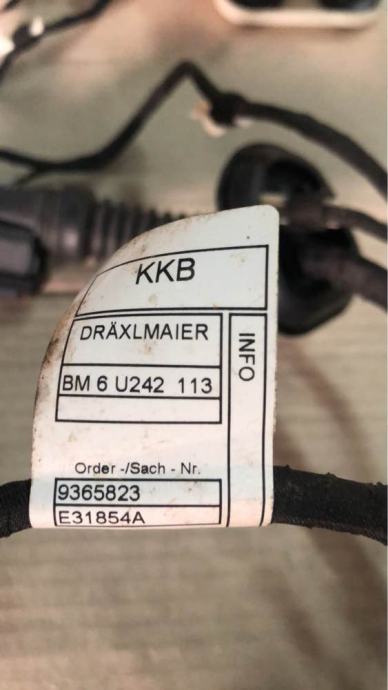 KKB
DRÄXLMAIER
INFO
BM 6 U242 113
Order -/Sach - Nr.
9365823
E31854A